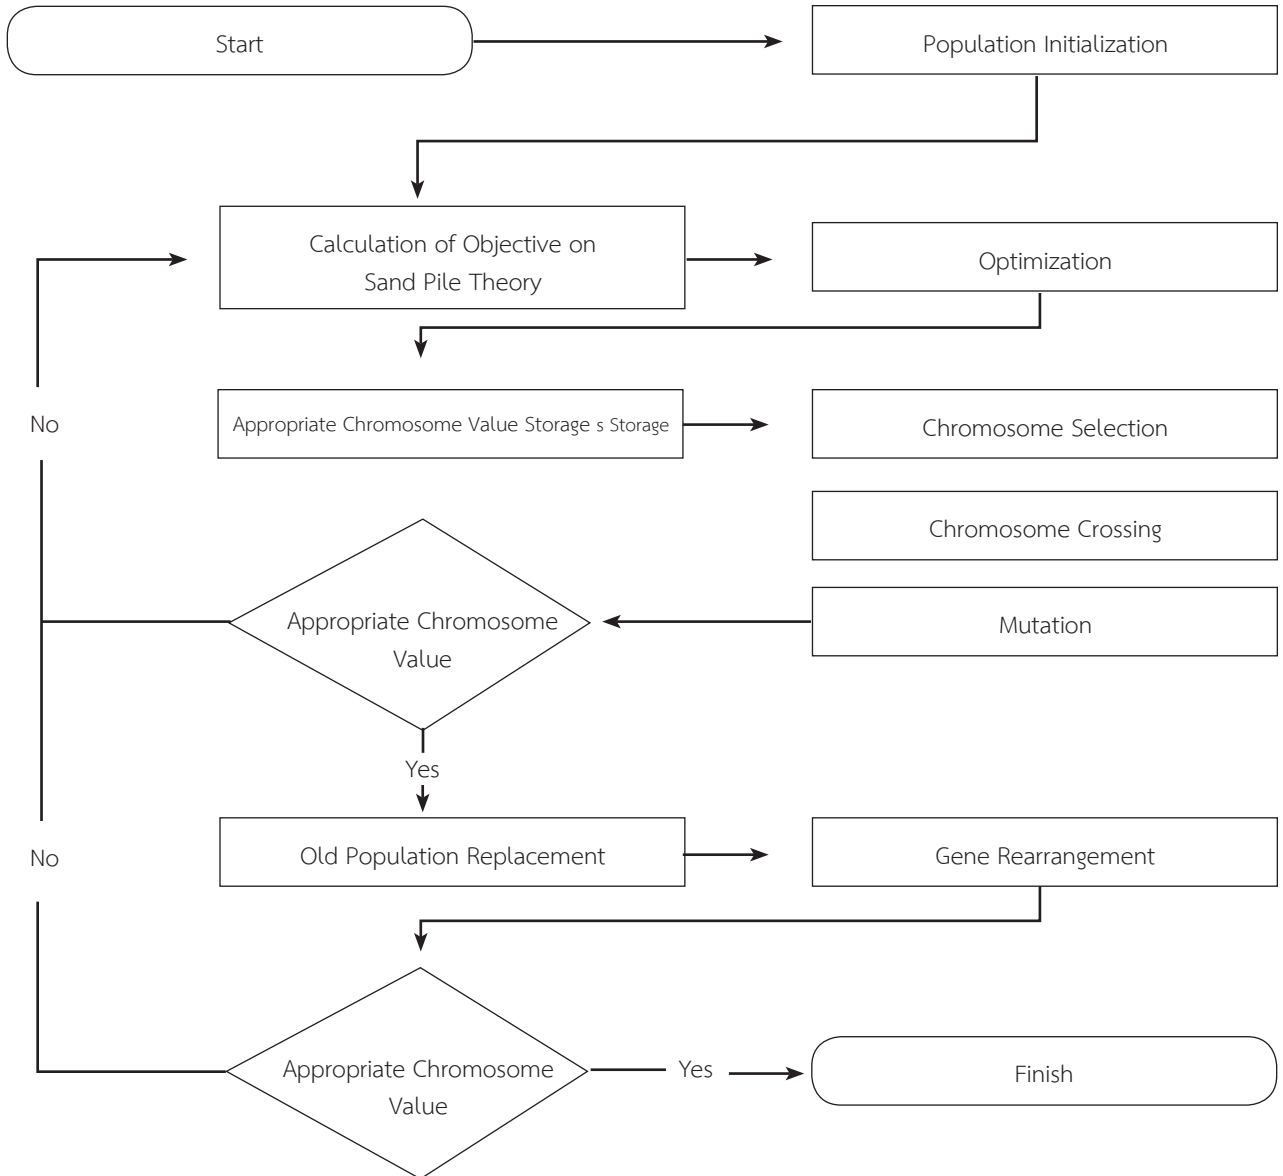 Start
Population Initialization
Calculation of Objective on
Sand Pile Theory
Optimization
No
Appropriate Chromosome Value Storage s Storage
Chromosome Selection
Chromosome Crossing
Appropriate Chromosome
Value
Mutation
Yes
No
Old Population Replacement
Gene Rearrangement
Appropriate Chromosome
Value
Yes
Finish